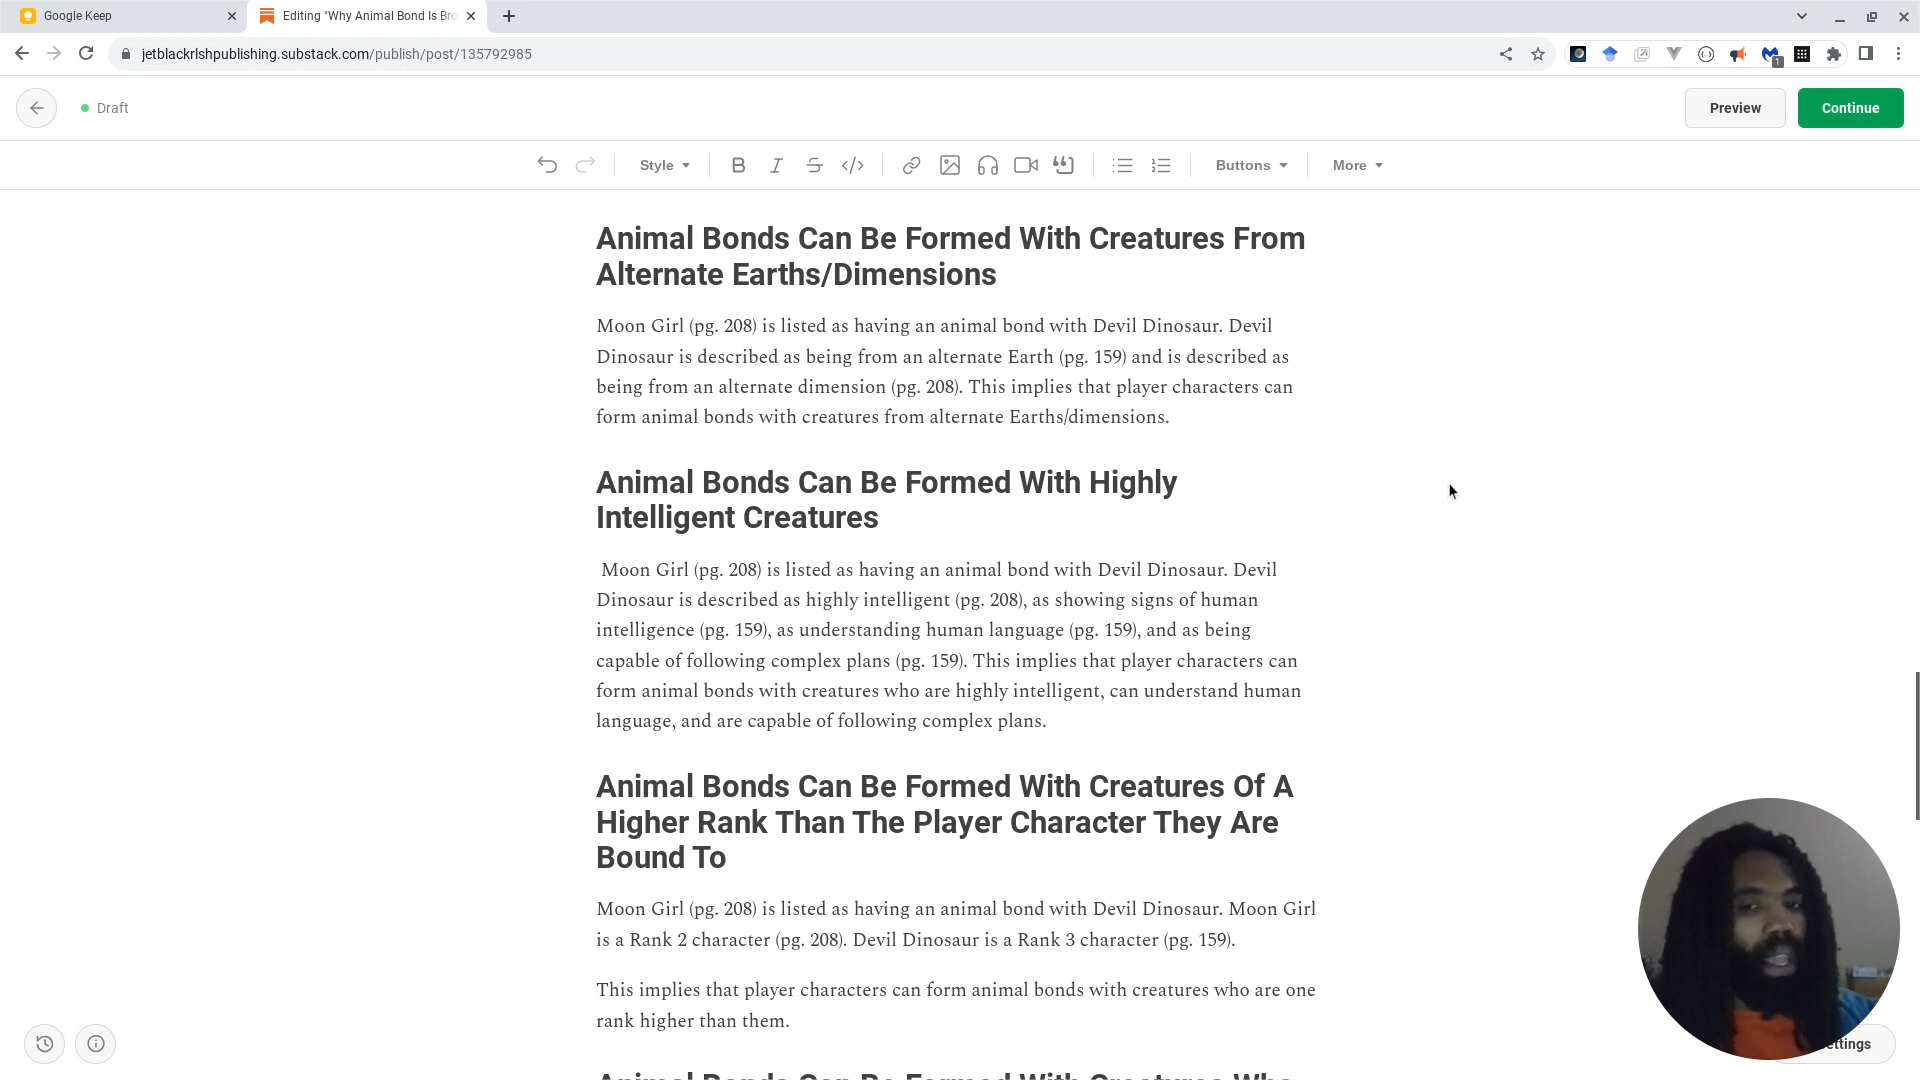 Google Keep
Editing "Why Animal Bond Is Bro
jetblackrlshpublishing.substack.com/publish/post/135792985
1
Draft
Preview
Continue
Style
Buttons
More
Animal Bonds Can Be Formed With Creatures From
Alternate Earths/Dimensions
Moon Girl (pg. 208) is listed as having an animal bond with Devil Dinosaur. Devil
Dinosaur is described as being from an alternate Earth (pg. 159) and is described as
being from an alternate dimension (pg. 208). This implies that player characters can
form animal bonds with creatures from alternate Earths/dimensions.
Animal Bonds Can Be Formed With Highly
Intelligent Creatures
Moon Girl (pg. 208) is listed as having an animal bond with Devil Dinosaur. Devil
Dinosaur is described as highly intelligent (pg. 208), as showing signs of human
intelligence (pg. 159), as understanding human language (pg. 159), and as being
capable of following complex plans (pg. 159). This implies that player characters can
form animal bonds with creatures who are highly intelligent, can understand human
language, and are capable of following complex plans.
Animal Bonds Can Be Formed With Creatures Of A
Higher Rank Than The Player Character They Are
Bound To
Moon Girl (pg. 208) is listed as having an animal bond with Devil Dinosaur. Moon Girl
is a Rank 2 character (pg. 208). Devil Dinosaur is a Rank 3 character (pg. 159).
This implies that player characters can form animal bonds with creatures who are one
rank higher than them.
Animal Bonds Can Be Formed With Creatures Who
ettings